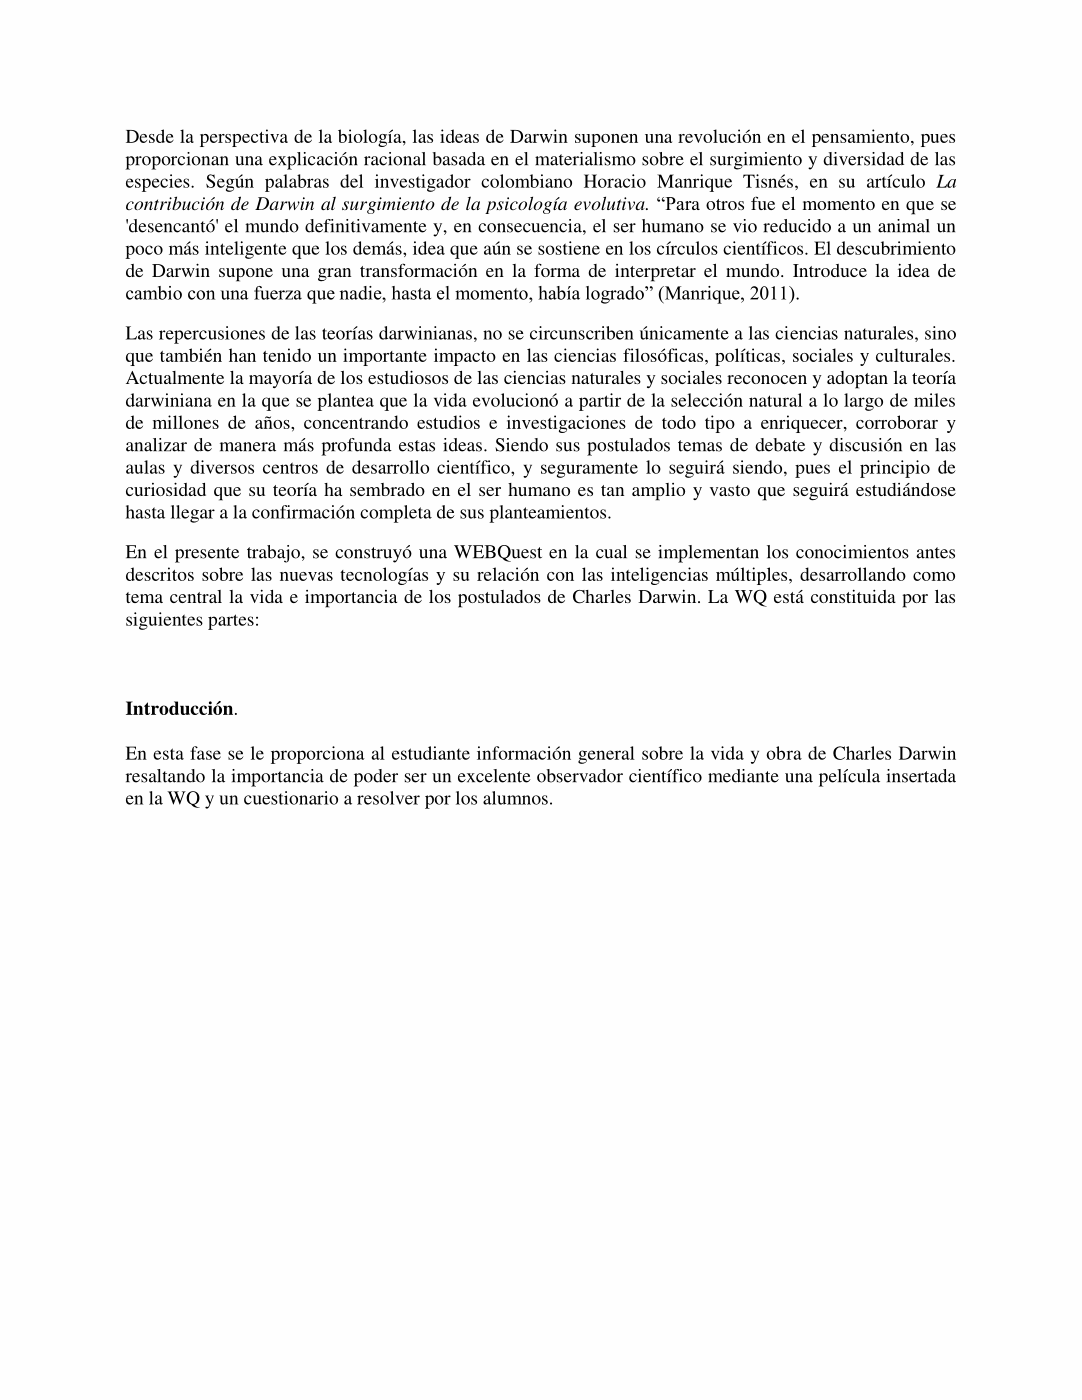 Desde la perspectiva de la biología, las ideas de Darwin suponen una revolución en el pensamiento, pues
proporcionan una explicación racional basada en el materialismo sobre el surgimiento y diversidad de las
especies. Según palabras del investigador colombiano Horacio Manrique Tisnés, en su artículo La
contribución de Darwin al surgimiento de la psicología evolutiva. “Para otros fue el momento en que se
'desencantó' el mundo definitivamente y, en consecuencia, el ser humano se vio reducido a un animal un
poco más inteligente que los demás, idea que aún se sostiene en los círculos científicos. El descubrimiento
de Darwin supone una gran transformación en la forma de interpretar el mundo. Introduce la idea de
cambio con una fuerza que nadie, hasta el momento, había logrado” (Manrique, 2011).
Las repercusiones de las teorías darwinianas, no se circunscriben únicamente a las ciencias naturales, sino
que también han tenido un importante impacto en las ciencias filosóficas, políticas, sociales y culturales.
Actualmente la mayoría de los estudiosos de las ciencias naturales y sociales reconocen y adoptan la teoría
darwiniana en la que se plantea que la vida evolucionó a partir de la selección natural a lo largo de miles
de millones de años, concentrando estudios e investigaciones de todo tipo a enriquecer, corroborar y
analizar de manera más profunda estas ideas. Siendo sus postulados temas de debate y discusión en las
aulas y diversos centros de desarrollo científico, y seguramente lo seguirá siendo, pues el principio de
curiosidad que su teoría ha sembrado en el ser humano es tan amplio y vasto que seguirá estudiándose
hasta llegar a la confirmación completa de sus planteamientos.
En el presente trabajo, se construyó una WEBQuest en la cual se implementan los conocimientos antes
descritos sobre las nuevas tecnologías y su relación con las inteligencias múltiples, desarrollando como
tema central la vida e importancia de los postulados de Charles Darwin. La WQ está constituida por las
siguientes partes:
Introducción.
En esta fase se le proporciona al estudiante información general sobre la vida y obra de Charles Darwin
resaltando la importancia de poder ser un excelente observador científico mediante una película insertada
en la WQ y un cuestionario a resolver por los alumnos.